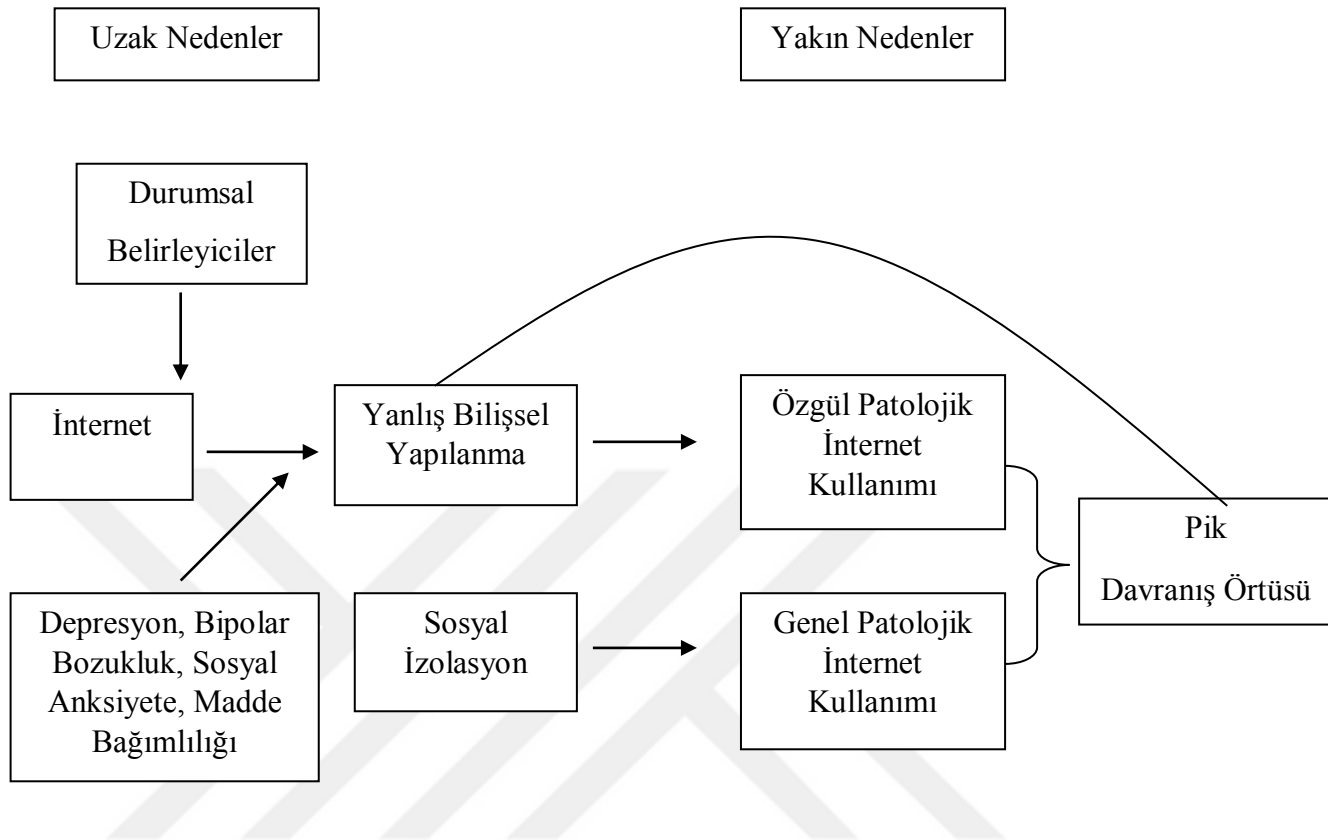 Uzak Nedenler
Yakın Nedenler
Durumsal
Belirleyiciler
İnternet
Yanlış Bilişsel
Yapılanma
Özgül Patolojik
İnternet
Kullanımı
Pik
Davranış Örtüsü
Depresyon, Bipolar
Bozukluk, Sosyal
Anksiyete, Madde
Bağımlılığı
Sosyal
İzolasyon
Genel Patolojik
İnternet
Kullanımı